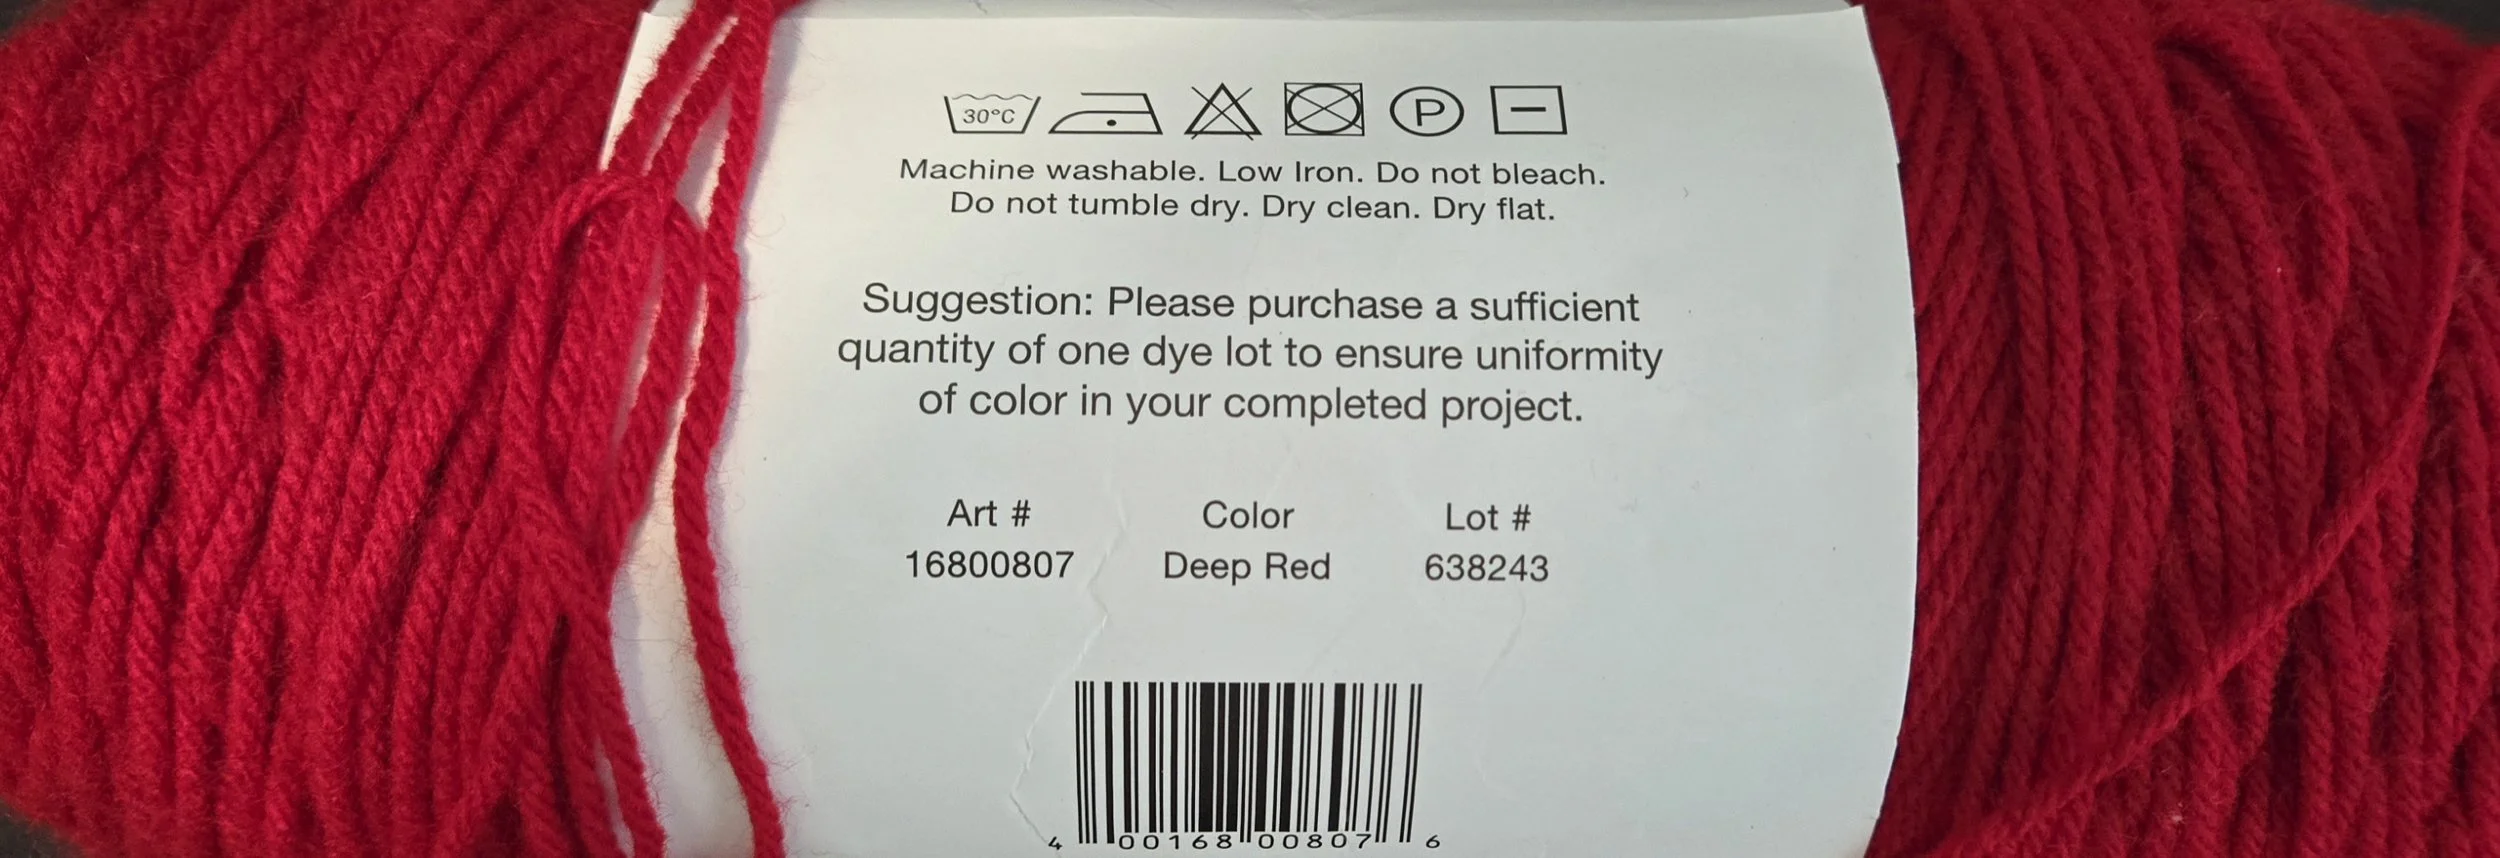 30°C P
Machine washable. Low Iron. Do not bleach.
Do not tumble dry. Dry clean. Dry flat.
Suggestion: Please purchase a sufficient
quantity of one dye lot to ensure uniformity
of color in your completed project.
Art # Color Lot #
16800807 Deep Red 638243
4 00168 00807 6